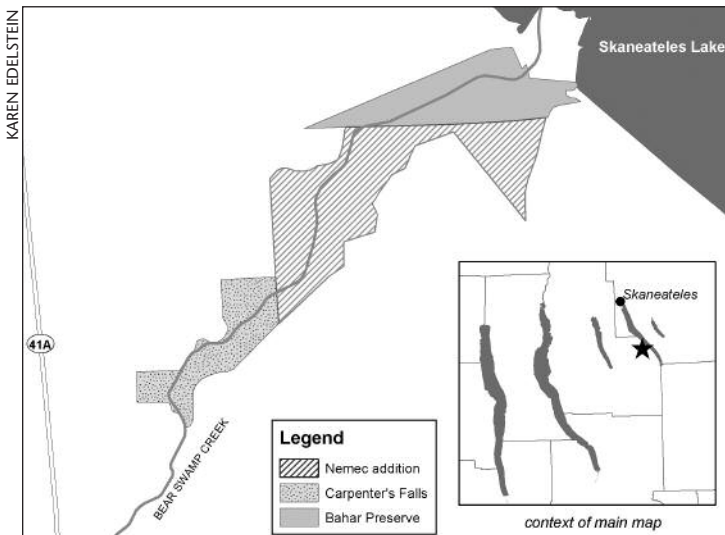 KAREN EDELSTEIN
Skaneateles Lake
41A
BEAR SWAMP CREEK
Legend
Nemec addition
Carpenter's Falls
Bahar Preserve
Skaneateles
context of main map